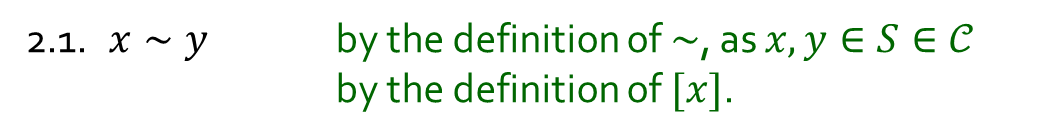 2.1. 𝑥 ~ 𝑦 by the definition of ~, as 𝑥, 𝑦 ∈ 𝑆 ∈ 𝒞
by the definition of [𝑥].